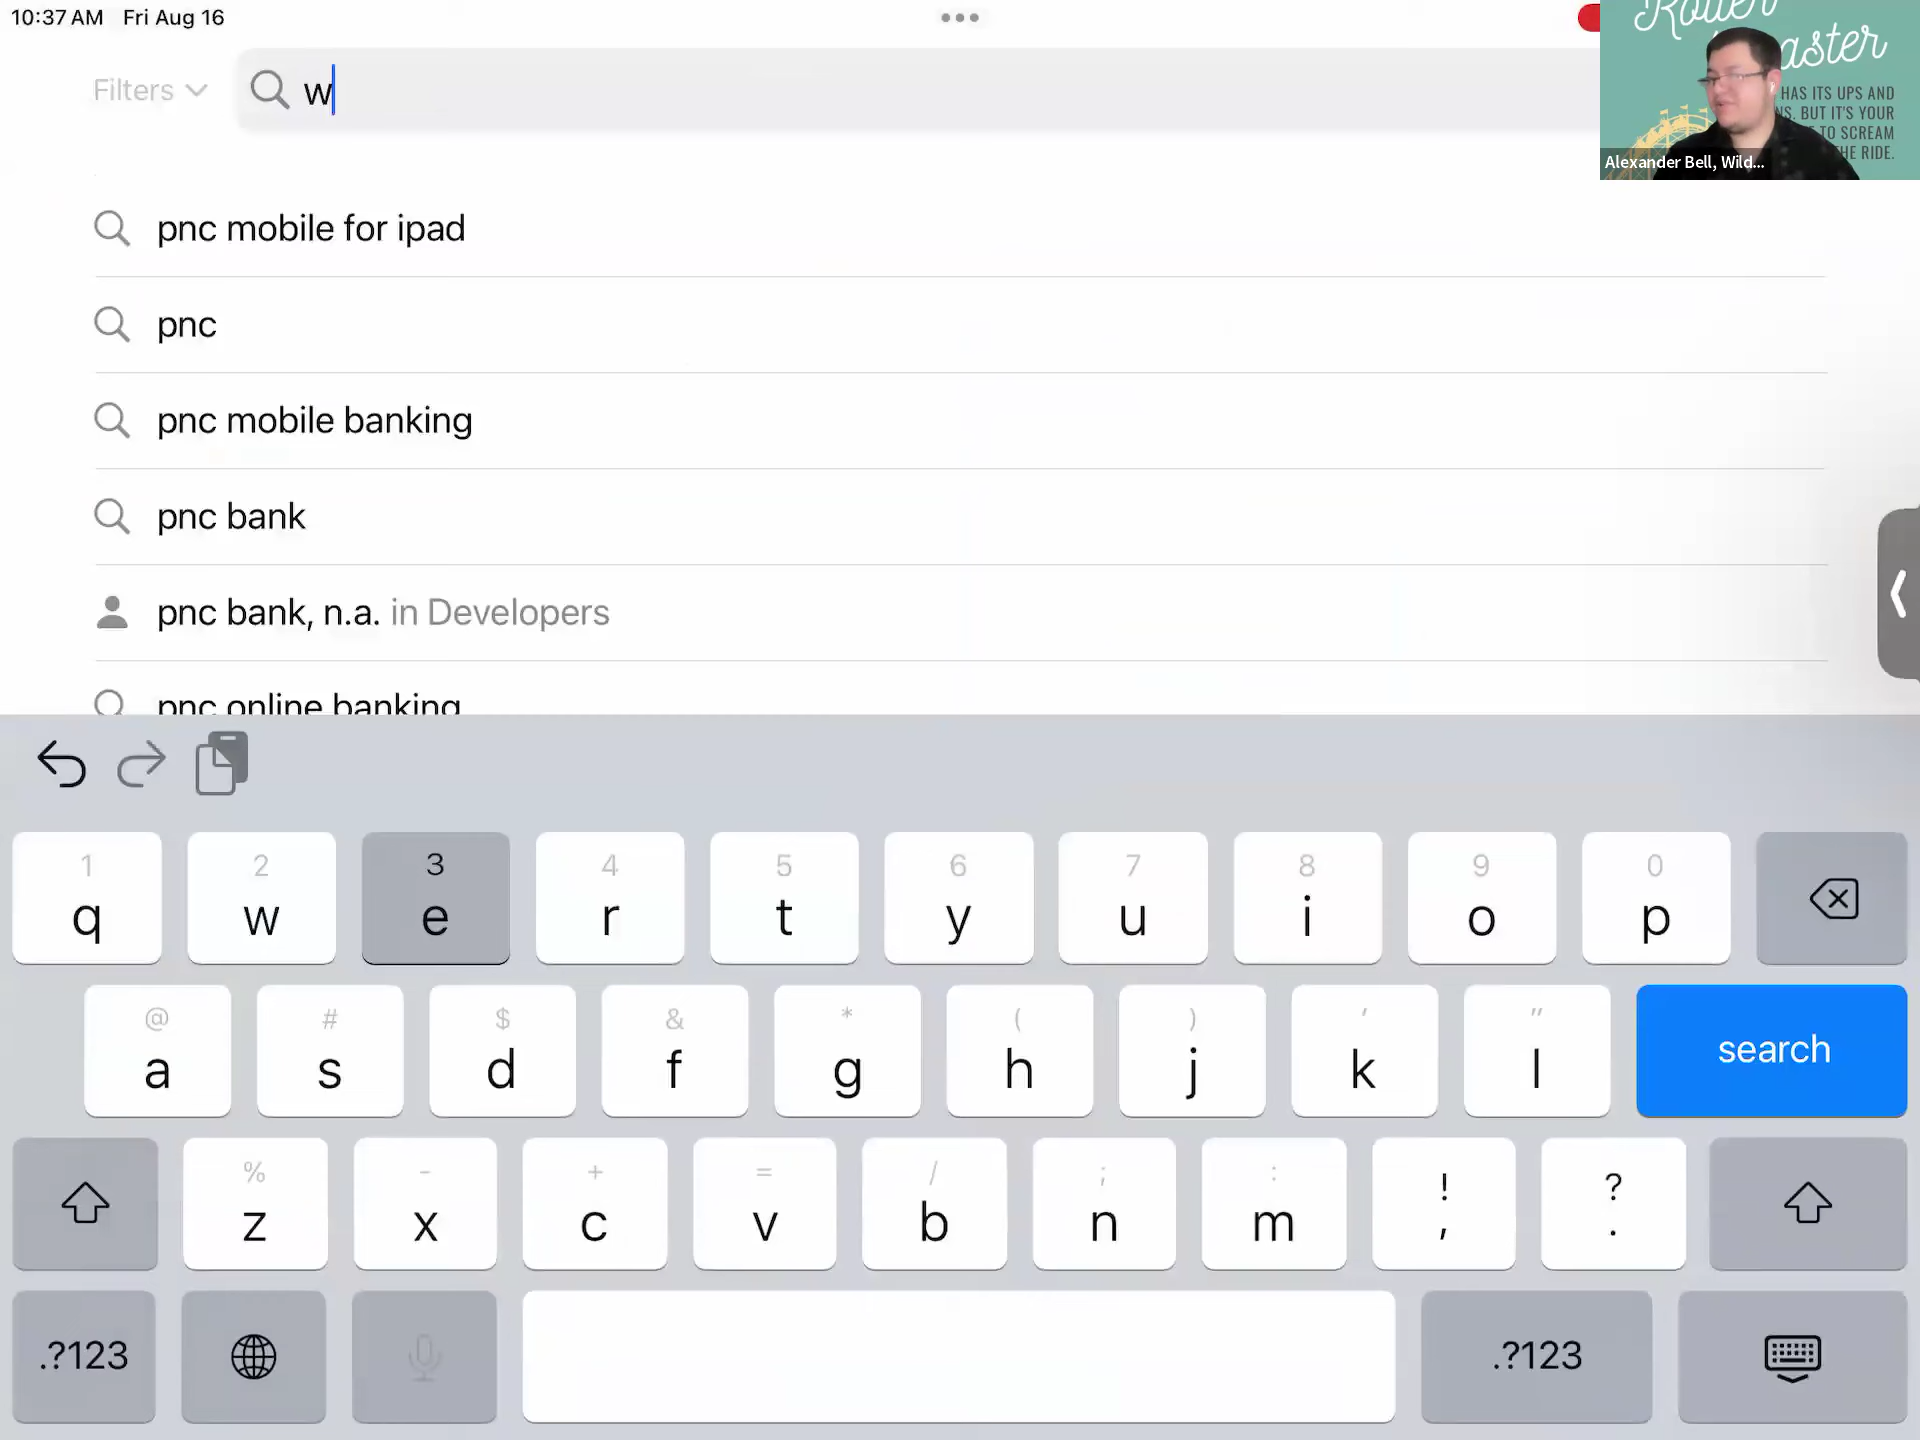 10:37 AM Fri Aug 16
Filters
w
aster
HAS ITS UPS AND
BUT IT'S YOUR
TO SCREAM
RIDE.
Alexander Bell, Wild...
pnc mobile for ipad
pnc
pnc mobile banking
pnc bank
pnc bank, n.a. in Developers
pnc online banking
1 2 3 4 5 6 7 8 9 0
q w e r t y u i o p
@ # $ & * ( ) ' "
a s d f g h j k l search
% - + = / ; : ! ?
z x c v b n m , .
.?123 .?123